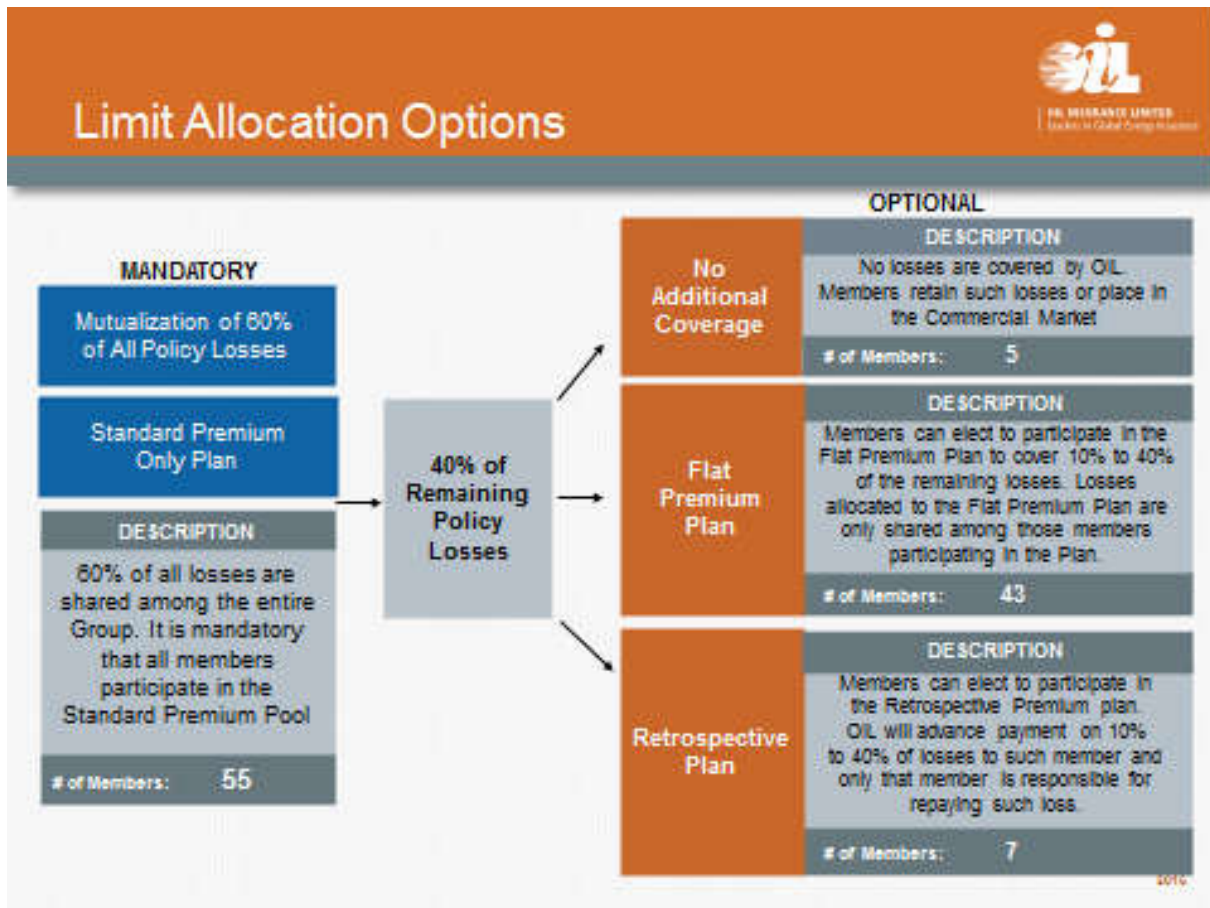 OIL
OIL INSURANCE LIMITED
Leaders in Global Energy Insurance
Limit Allocation Options
MANDATORY
Mutualization of 60%
of All Policy Losses
Standard Premium
Only Plan
DESCRIPTION
60% of all losses are
shared among the entire
Group. It is mandatory
that all members
participate in the
Standard Premium Pool
# of Members: 55
40% of
Remaining
Policy
Losses
OPTIONAL
No
Additional
Coverage
DESCRIPTION
No losses are covered by OIL
Members retain such losses or place in
the Commercial Market
# of Members: 5
Flat
Premium
Plan
DESCRIPTION
Members can elect to participate in the
Flat Premium Plan to cover 10% to 40%
of the remaining losses. Losses
allocated to the Flat Premium Plan are
only shared among those members
participating in the Plan.
# of Members: 43
Retrospective
Plan
DESCRIPTION
Members can elect to participate in
the Retrospective Premium plan.
OIL will advance payment on 10%
to 40% of losses to such member and
only that member is responsible for
repaying such loss.
# of Members: 7